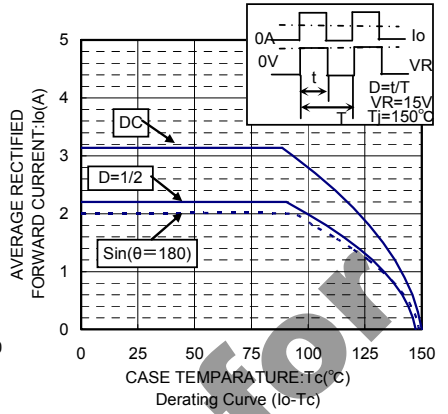 AVERAGE RECTIFIED
FORWARD CURRENT:Io(A)
5
4
3
2
1
0
0A
0V
Io
VR
t
T
D=t/T
VR=15V
Tj=150℃
DC
D=1/2
Sin(θ=180)
0 25 50 75 100 125 150
CASE TEMPARATURE:Tc(℃)
Derating Curve (Io-Tc)
for